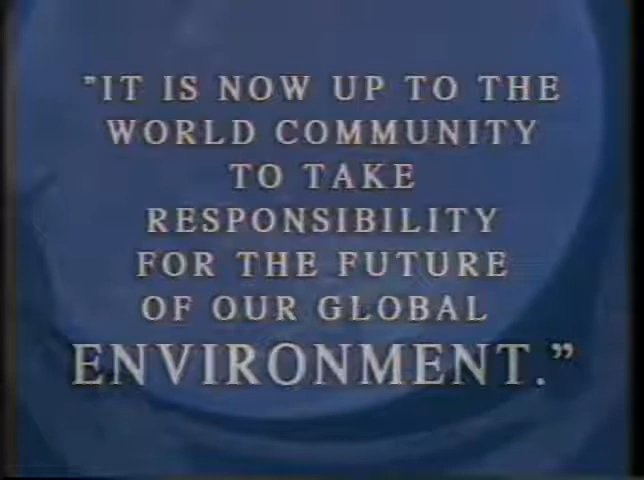 "IT IS NOW UP TO THE
WORLD COMMUNITY
TO TAKE
RESPONSIBILITY
FOR THE FUTURE
OF OUR GLOBAL
ENVIRONMENT.”